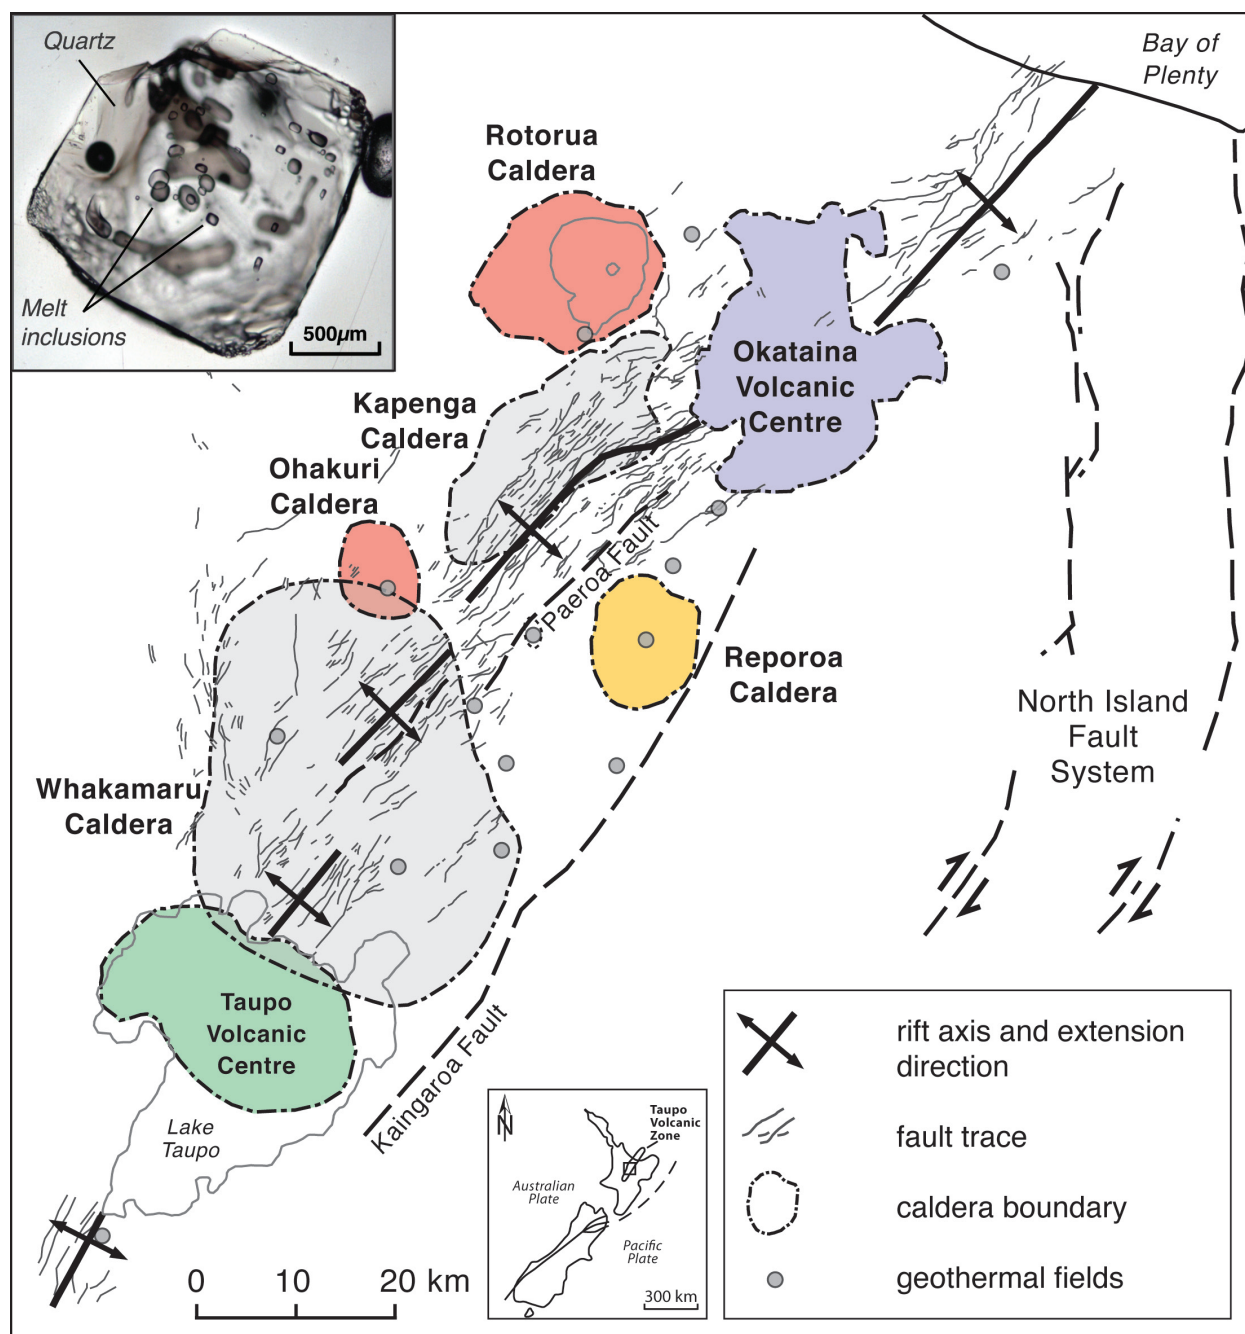 Quartz
Melt
inclusions
500µm
Bay of
Plenty
Rotorua
Caldera
Okataina
Volcanic
Centre
Kapenga
Caldera
Ohakuri
Caldera
Paeroa Fault
Reporoa
Caldera
North Island
Fault
System
Whakamaru
Caldera
Taupo
Volcanic
Centre
Kaingaroa Fault
Lake
Taupo
0 10 20 km
N
Taupo
Volcanic
Zone
Australian
Plate
Pacific
Plate
300 km
rift axis and extension
direction
fault trace
caldera boundary
geothermal fields